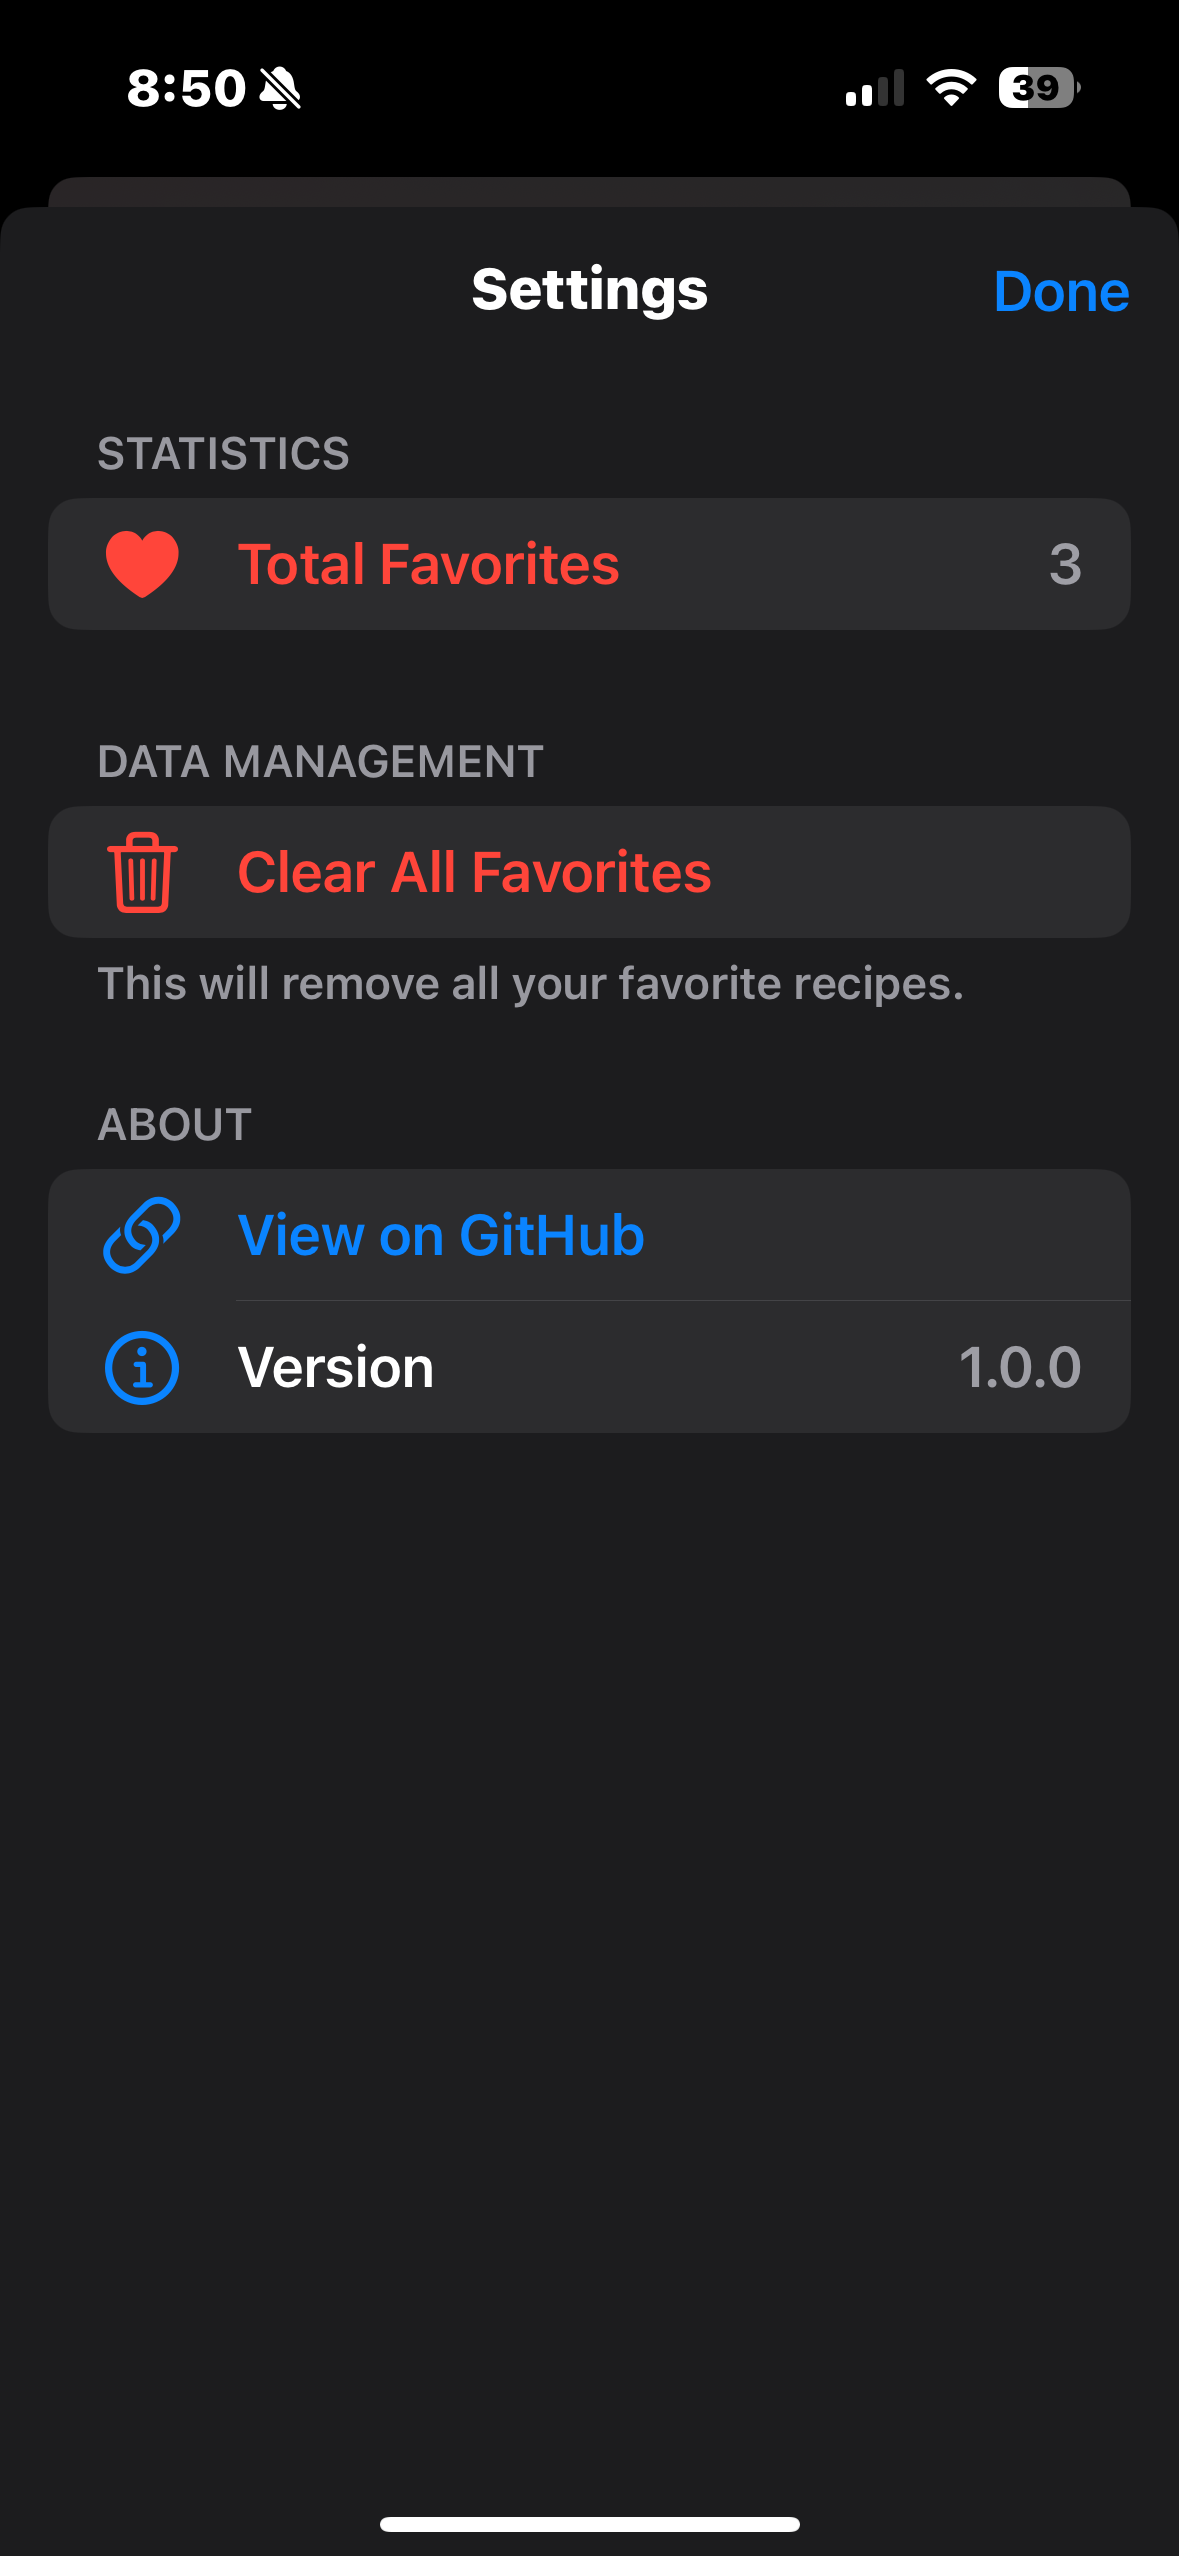 8:50
39
Settings
Done
STATISTICS
Total Favorites 3
DATA MANAGEMENT
Clear All Favorites
This will remove all your favorite recipes.
ABOUT
View on GitHub
Version 1.0.0